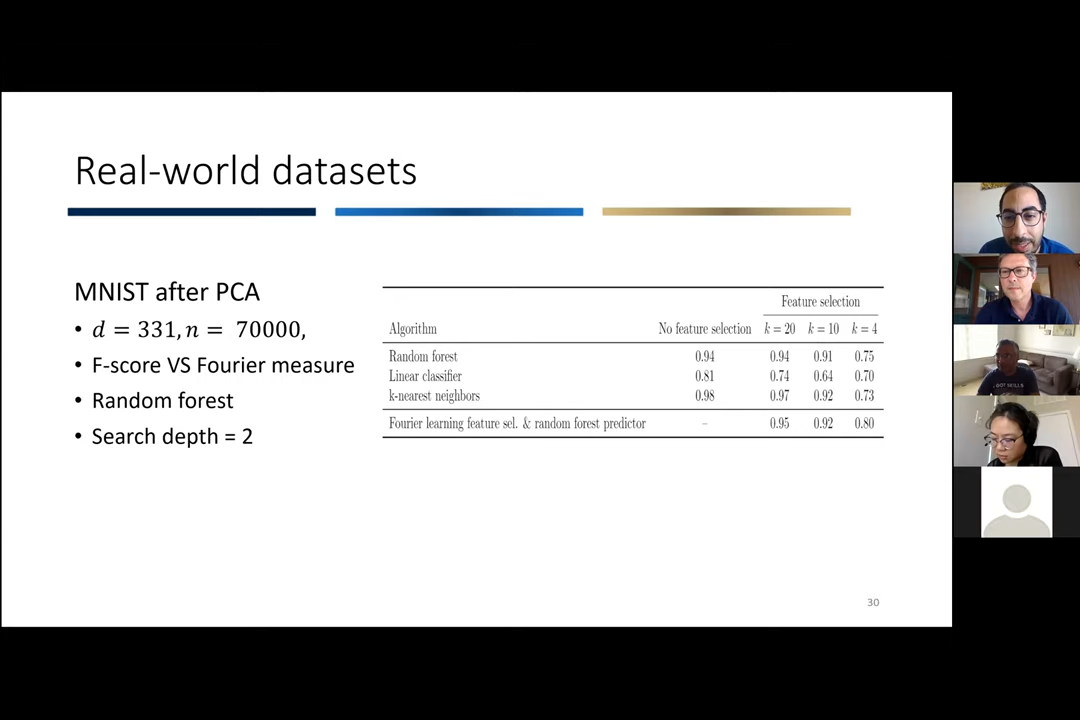 Real-world datasets
MNIST after PCA
• d = 331, n = 70000,
• F-score VS Fourier measure
• Random forest
• Search depth = 2
Feature selection
Algorithm No feature selection k = 20 k = 10 k = 4
Random forest 0.94 0.94 0.91 0.75
Linear classifier 0.81 0.74 0.64 0.70
k-nearest neighbors 0.98 0.97 0.92 0.73
Fourier learning feature sel. & random forest predictor – 0.95 0.92 0.80
30
GOT SKILLS